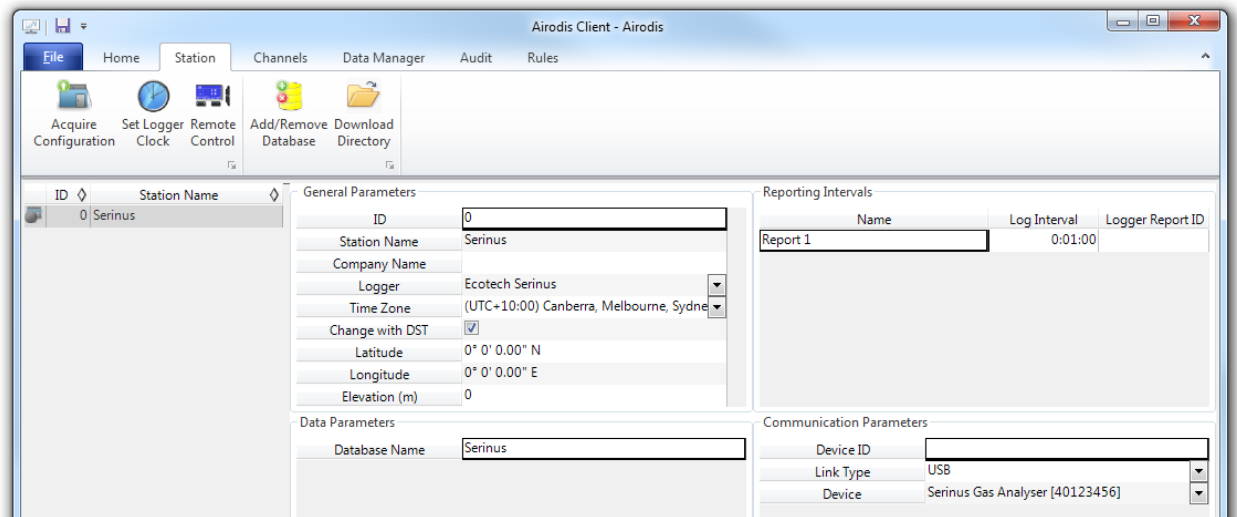 Airodis Client - Airodis
File Home Station Channels Data Manager Audit Rules
Acquire Configuration
Set Logger Clock
Remote Control
Add/Remove Database
Download Directory
ID Station Name
0 Serinus
General Parameters
ID 0
Station Name Serinus
Company Name
Logger Ecotech Serinus
Time Zone (UTC+10:00) Canberra, Melbourne, Sydne
Change with DST
Latitude 0° 0' 0.00" N
Longitude 0° 0' 0.00" E
Elevation (m) 0
Reporting Intervals
Name Log Interval Logger Report ID
Report 1 0:01:00
Data Parameters
Database Name Serinus
Communication Parameters
Device ID
Link Type USB
Device Serinus Gas Analyser [40123456]